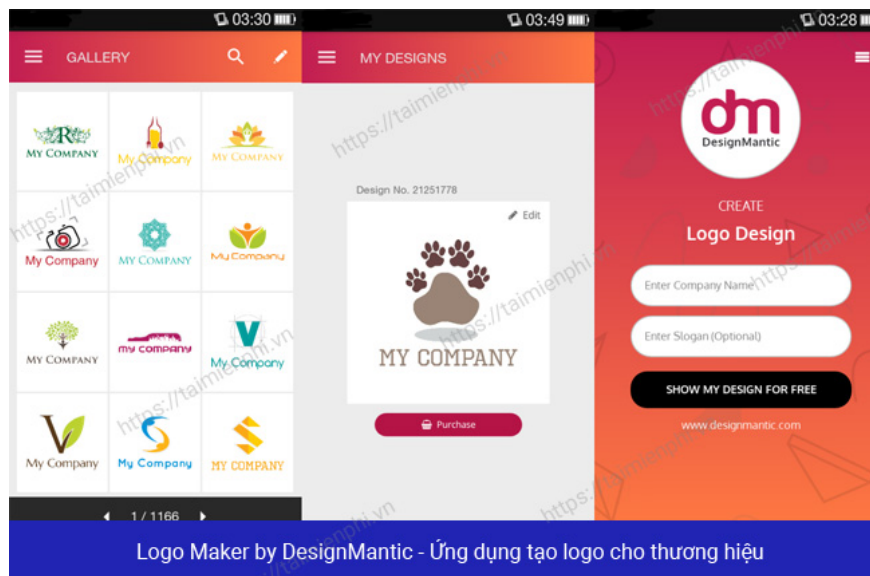 03:30
GALLERY
R
MY COMPANY
My Company
MY COMPANY
My Company
MY COMPANY
My Company
MY COMPANY
my company
V
My Company
V
My Company
My Company
MY COMPANY
1 / 1166
03:49
MY DESIGNS
Design No. 21251778
Edit
MY COMPANY
Purchase
03:28
dm
DesignMantic
CREATE
Logo Design
Enter Company Name
Enter Slogan (Optional)
SHOW MY DESIGN FOR FREE
www.designmantic.com
https://taimienphi.vn
Logo Maker by DesignMantic - Ứng dụng tạo logo cho thương hiệu